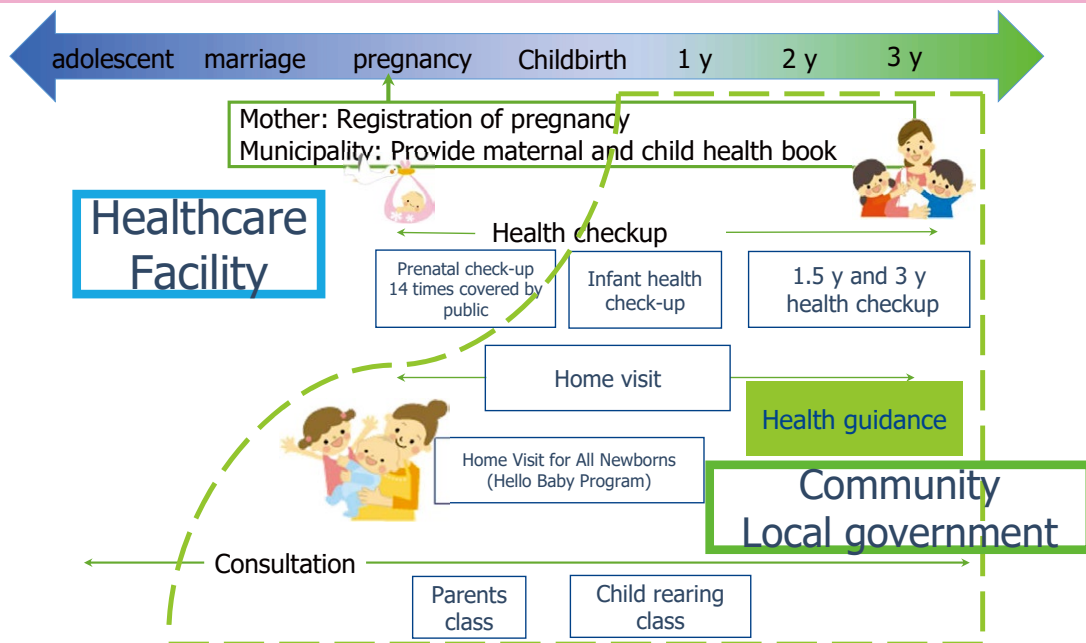 adolescent marriage pregnancy Childbirth 1 y 2 y 3 y
Mother: Registration of pregnancy
Municipality: Provide maternal and child health book
Healthcare
Facility
Health checkup
Prenatal check-up
14 times covered by
public
Infant health
check-up
1.5 y and 3 y
health checkup
Home visit
Health guidance
Home Visit for All Newborns
(Hello Baby Program)
Community
Local government
Consultation
Parents
class
Child rearing
class